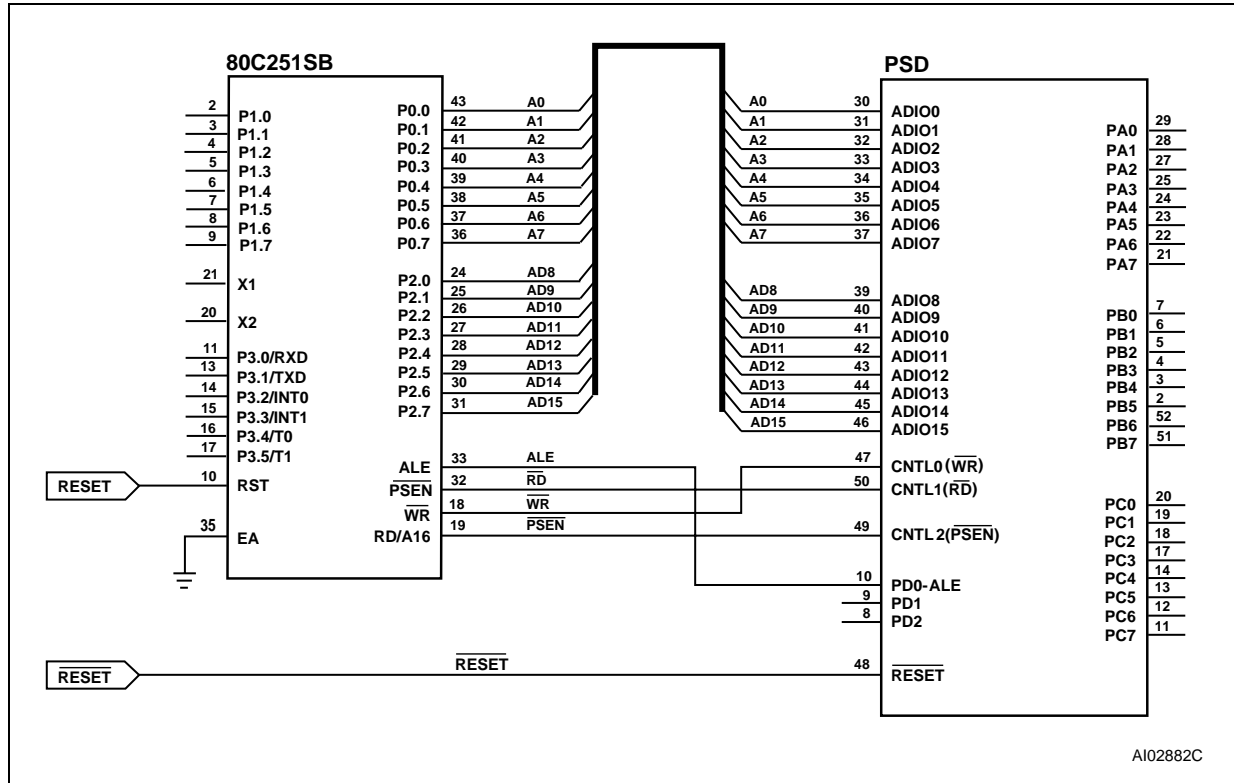 80C251SB
2 P1.0
3 P1.1
4 P1.2
5 P1.3
6 P1.4
7 P1.5
8 P1.6
9 P1.7
21 X1
20 X2
11 P3.0/RXD
13 P3.1/TXD
14 P3.2/INT0
15 P3.3/INT1
16 P3.4/T0
17 P3.5/T1
RESET 10 RST
35 EA
P0.0 43 A0
P0.1 42 A1
P0.2 41 A2
P0.3 40 A3
P0.4 39 A4
P0.5 38 A5
P0.6 37 A6
P0.7 36 A7
P2.0 24 AD8
P2.1 25 AD9
P2.2 26 AD10
P2.3 27 AD11
P2.4 28 AD12
P2.5 29 AD13
P2.6 30 AD14
P2.7 31 AD15
ALE 33 ALE
PSEN 32 RD
WR 18 WR
RD/A16 19 PSEN
PSD
A0 30 ADIO0
A1 31 ADIO1
A2 32 ADIO2
A3 33 ADIO3
A4 34 ADIO4
A5 35 ADIO5
A6 36 ADIO6
A7 37 ADIO7
AD8 39 ADIO8
AD9 40 ADIO9
AD10 41 ADIO10
AD11 42 ADIO11
AD12 43 ADIO12
AD13 44 ADIO13
AD14 45 ADIO14
AD15 46 ADIO15
47 CNTL0(WR)
50 CNTL1(RD)
49 CNTL2(PSEN)
10 PD0-ALE
9 PD1
8 PD2
RESET RESET 48 RESET
PA0 29
PA1 28
PA2 27
PA3 25
PA4 24
PA5 23
PA6 22
PA7 21
PB0 7
PB1 6
PB2 5
PB3 4
PB4 3
PB5 2
PB6 52
PB7 51
PC0 20
PC1 19
PC2 18
PC3 17
PC4 14
PC5 13
PC6 12
PC7 11
AI02882C